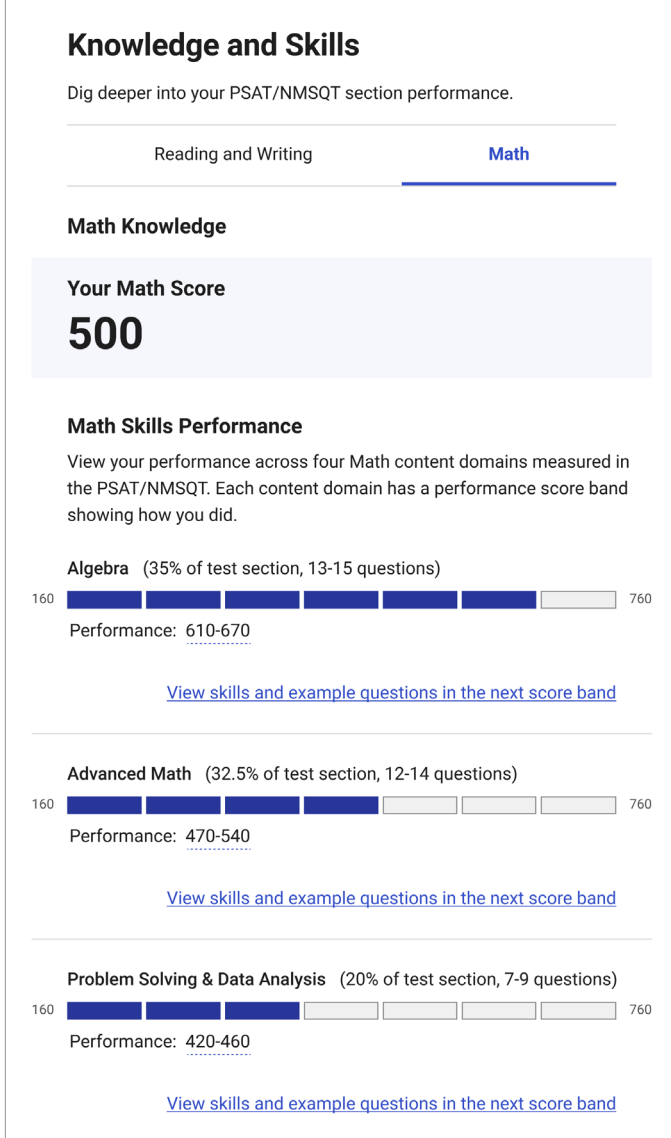 Knowledge and Skills
Dig deeper into your PSAT/NMSQT section performance.
Reading and Writing
Math
Math Knowledge
Your Math Score
500
Math Skills Performance
View your performance across four Math content domains measured in
the PSAT/NMSQT. Each content domain has a performance score band
showing how you did.
Algebra (35% of test section, 13-15 questions)
160 760
Performance: 610-670
View skills and example questions in the next score band
Advanced Math (32.5% of test section, 12-14 questions)
160 760
Performance: 470-540
View skills and example questions in the next score band
Problem Solving & Data Analysis (20% of test section, 7-9 questions)
160 760
Performance: 420-460
View skills and example questions in the next score band